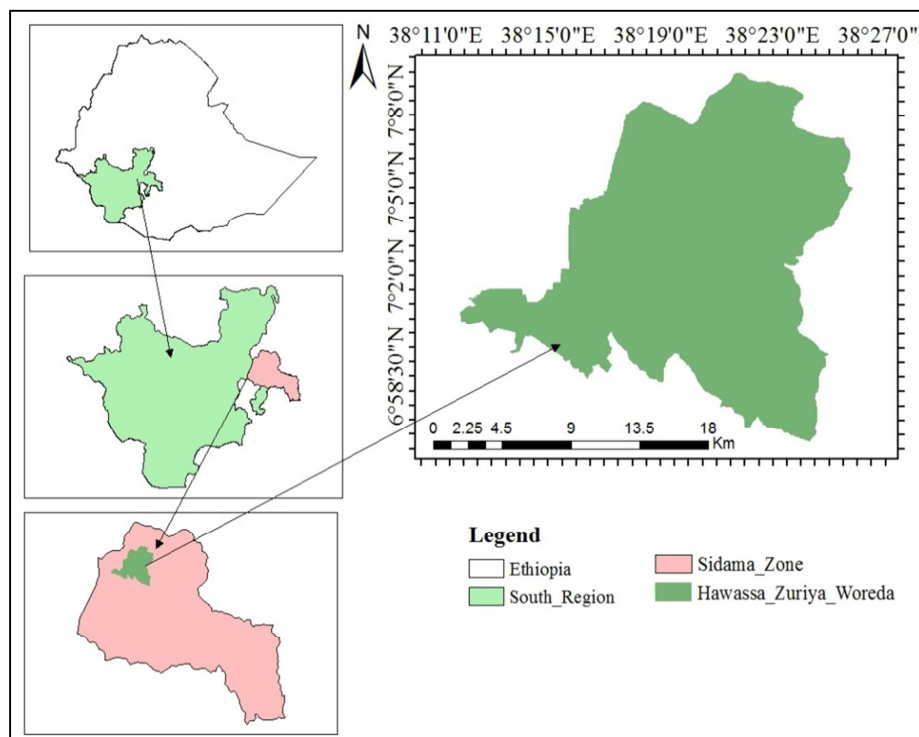 N
38°11'0"E 38°15'0"E 38°19'0"E 38°23'0"E 38°27'0"E
7°8'0"N
7°5'0"N
7°2'0"N
6°58'30"N
0 2.25 4.5 9 13.5 18
Km
Legend
Ethiopia
South_Region
Sidama_Zone
Hawassa_Zuriya_Woreda